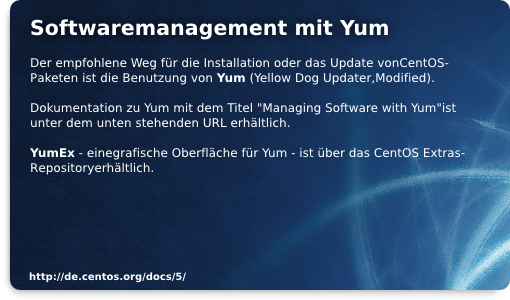 Softwaremanagement mit Yum
Der empfohlene Weg für die Installation oder das Update vonCentOS-
Paketen ist die Benutzung von Yum (Yellow Dog Updater,Modified).
Dokumentation zu Yum mit dem Titel "Managing Software with Yum"ist
unter dem unten stehenden URL erhältlich.
YumEx - einegrafische Oberfläche für Yum - ist über das CentOS Extras-
Repositoryerhältlich.
http://de.centos.org/docs/5/